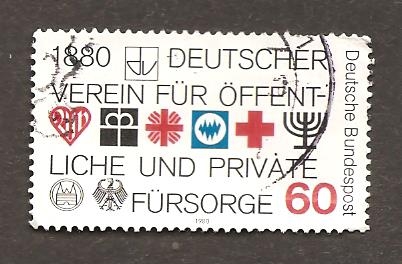 1880 DEUTSCHER
VEREIN FÜR ÖFFENT-
LICHE UND PRIVATE
FÜRSORGE 60
(1980)
Deutsche Bundespost